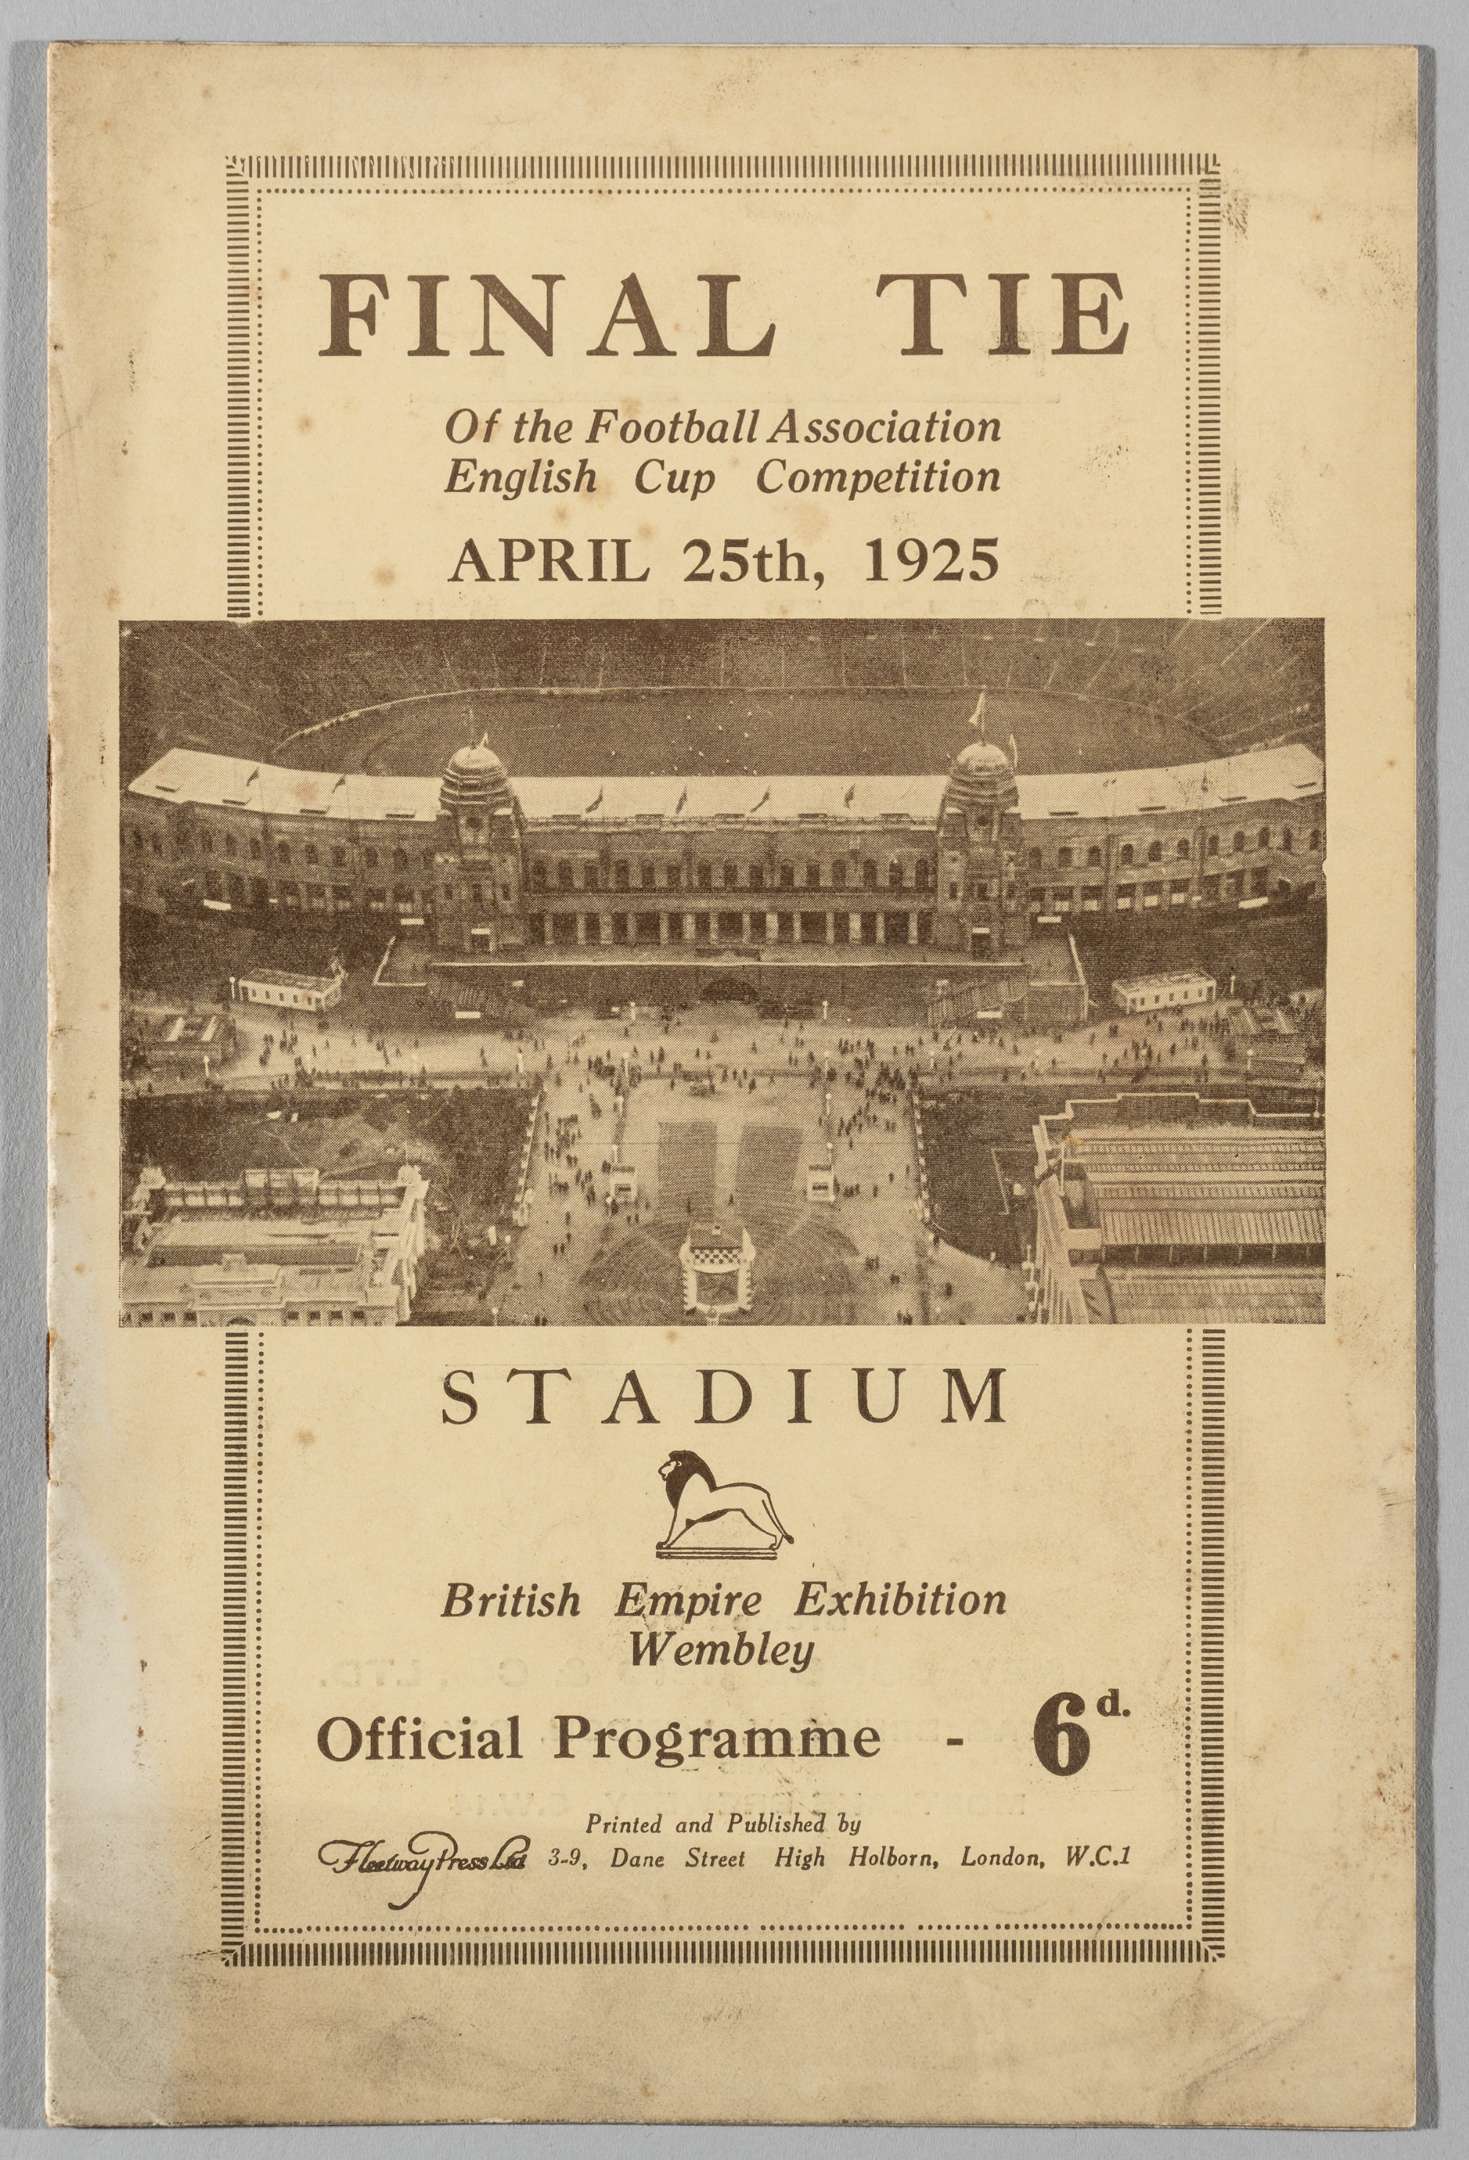 FINAL TIE
Of the Football Association
English Cup Competition
APRIL 25th, 1925
STADIUM
British Empire Exhibition
Wembley
Official Programme - 6d.
Printed and Published by
Fleetway Press Ltd 3-9, Dane Street High Holborn, London, W.C.1